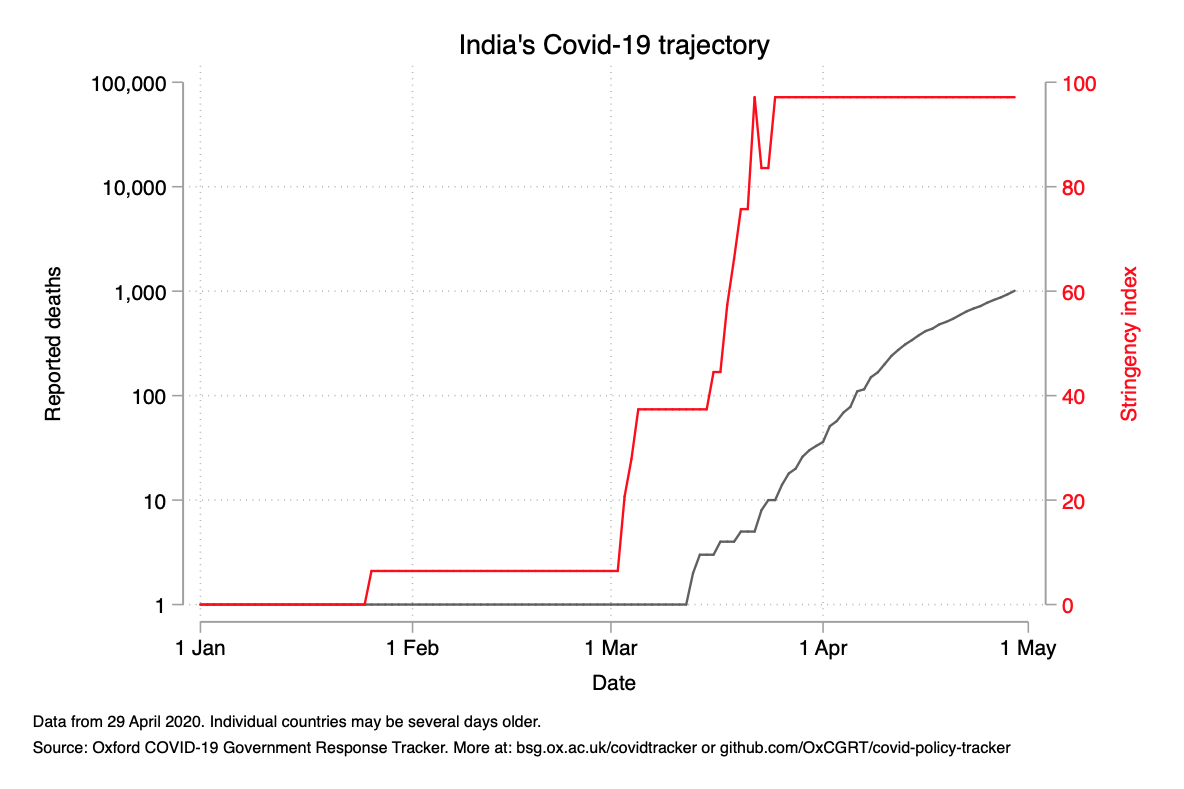 India's Covid-19 trajectory
100,000
10,000
1,000
100
10
1
Reported deaths
100
80
60
40
20
0
Stringency index
1 Jan
1 Feb
1 Mar
1 Apr
1 May
Date
Data from 29 April 2020. Individual countries may be several days older.
Source: Oxford COVID-19 Government Response Tracker. More at: bsg.ox.ac.uk/covidtracker or github.com/OxCGRT/covid-policy-tracker